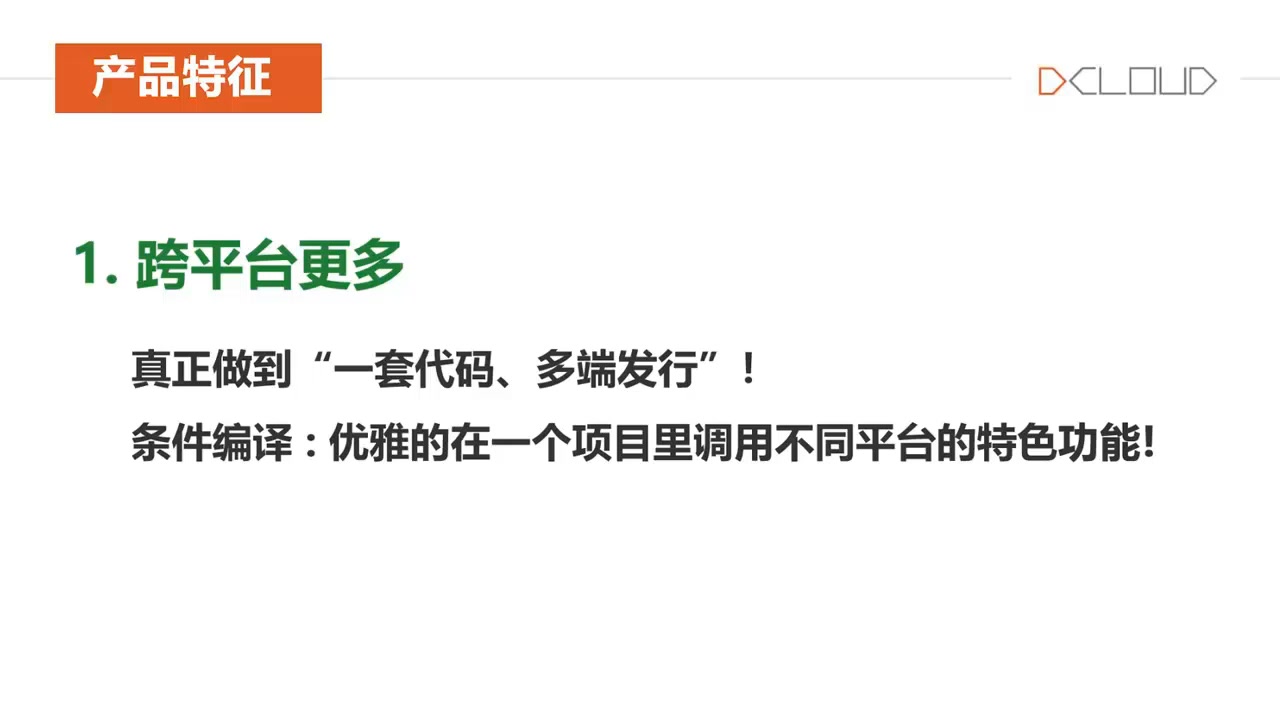 产品特征
DCLOUD
1. 跨平台更多
真正做到“一套代码、多端发行”！
条件编译：优雅的在一个项目里调用不同平台的特色功能!